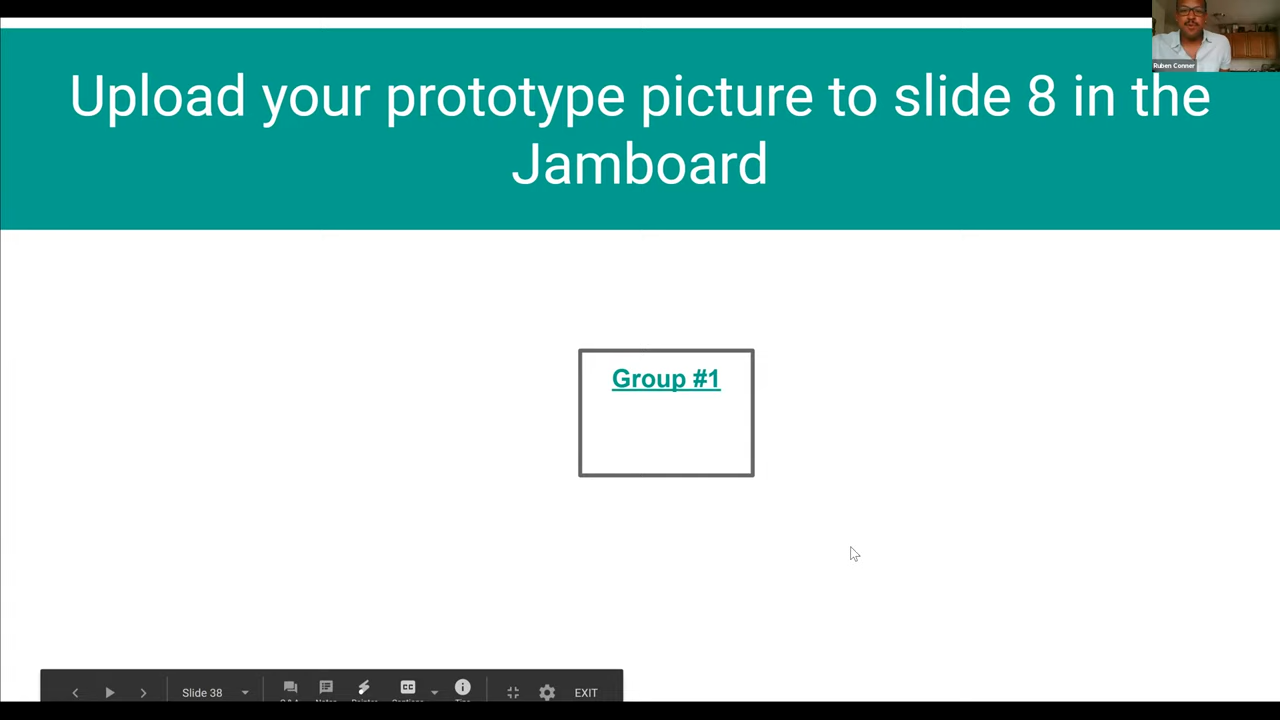 Upload your prototype picture to slide 8 in the
Jamboard
Ruben Conner
Group #1
Slide 38
EXIT